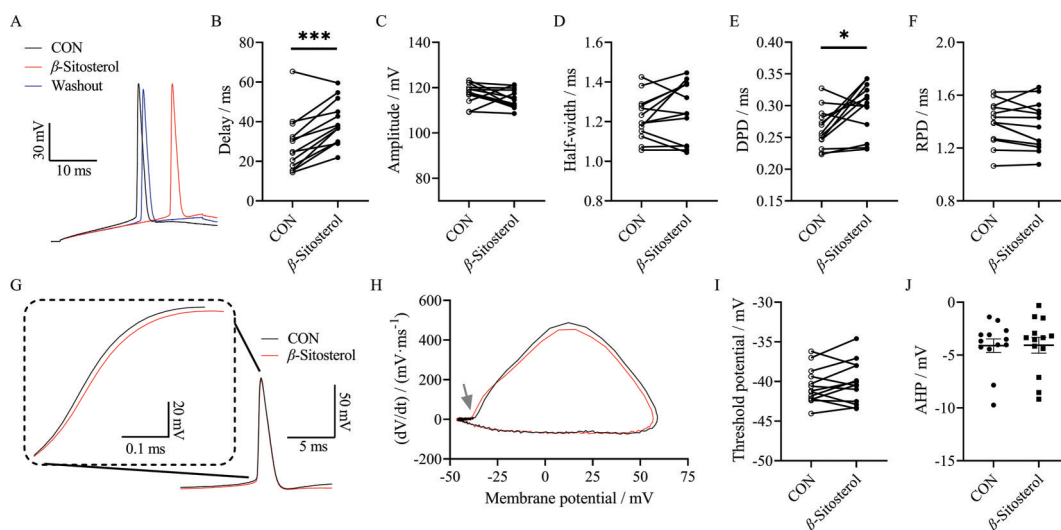 A
CON
β-Sitosterol
Washout
30 mV
10 ms
B
***
Delay / ms
80
60
40
20
0
CON
β-Sitosterol
C
Amplitude / mV
140
120
100
80
CON
β-Sitosterol
D
Half-width / ms
1.6
1.4
1.2
1.0
0.8
CON
β-Sitosterol
E
*
DPD / ms
0.40
0.35
0.30
0.25
0.20
0.15
CON
β-Sitosterol
F
RPD / ms
2.0
1.6
1.2
0.8
CON
β-Sitosterol
G
20 mV
0.1 ms
CON
β-Sitosterol
50 mV
5 ms
H
(dV/dt) / (mV·ms⁻¹)
600
400
200
0
-200
-50
-25
0
25
50
75
Membrane potential / mV
I
Threshold potential / mV
-30
-35
-40
-45
-50
CON
β-Sitosterol
J
AHP / mV
0
-5
-10
-15
CON
β-Sitosterol